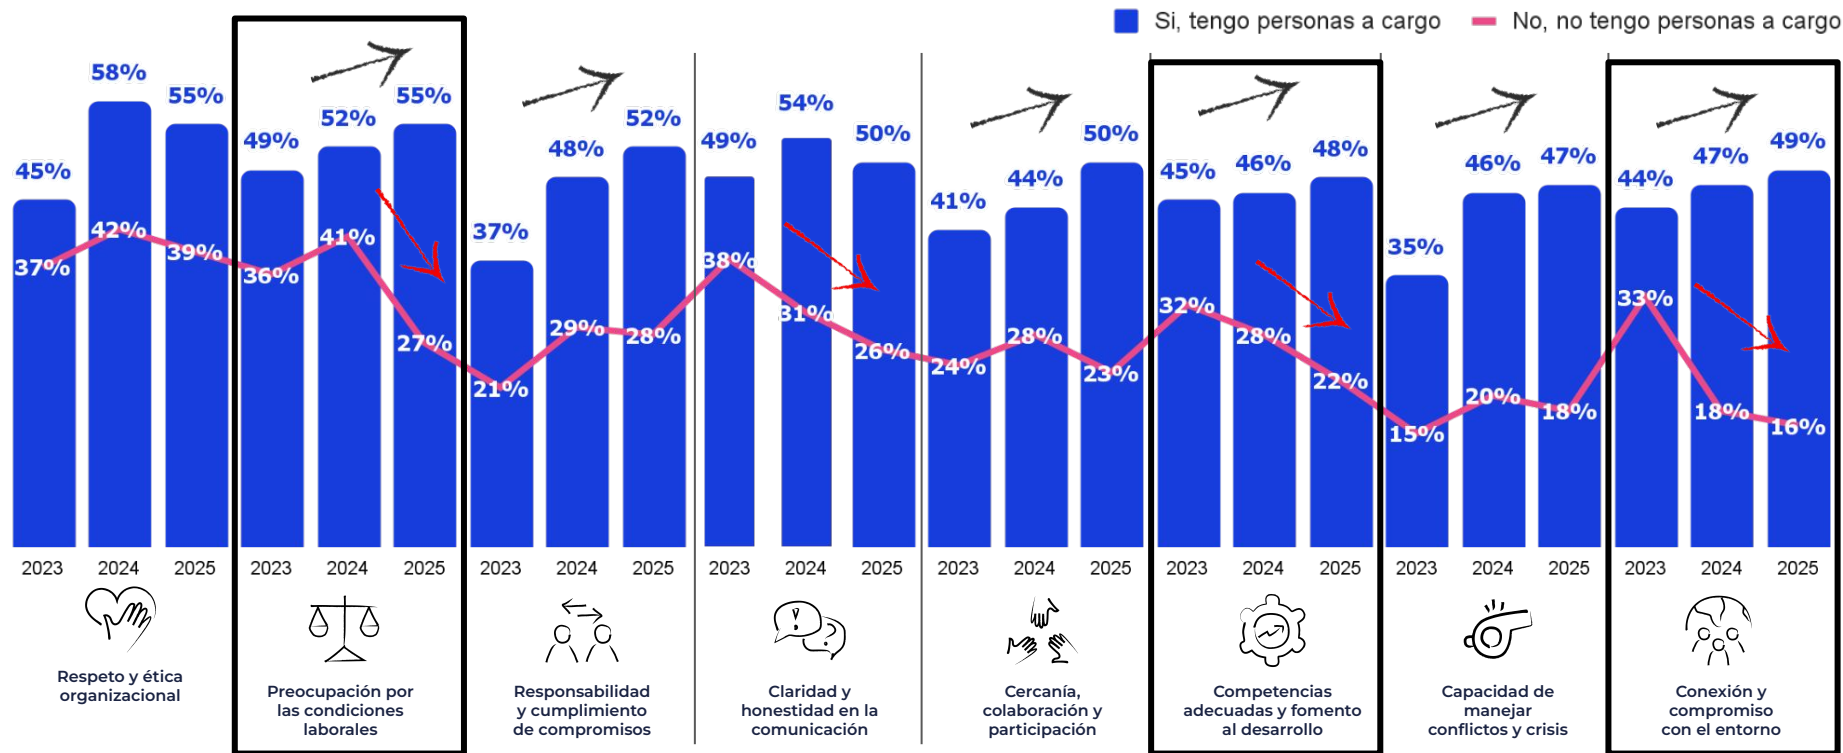 Si, tengo personas a cargo
No, no tengo personas a cargo
58%
55%
45%
42%
39%
37%
49%
52%
55%
36%
41%
27%
37%
48%
52%
21%
29%
28%
49%
54%
50%
38%
31%
26%
41%
44%
50%
24%
28%
23%
45%
46%
48%
32%
28%
22%
35%
46%
47%
15%
20%
18%
44%
47%
49%
33%
18%
16%
2023 2024 2025
2023 2024 2025
2023 2024 2025
2023 2024 2025
2023 2024 2025
2023 2024 2025
2023 2024 2025
2023 2024 2025
Respeto y ética
organizacional
Preocupación por
las condiciones
laborales
Responsabilidad
y cumplimiento
de compromisos
! ?
Claridad y
honestidad en la
comunicación
Cercanía,
colaboración y
participación
Competencias
adecuadas y fomento
al desarrollo
Capacidad de
manejar
conflictos y crisis
Conexión y
compromiso
con el entorno